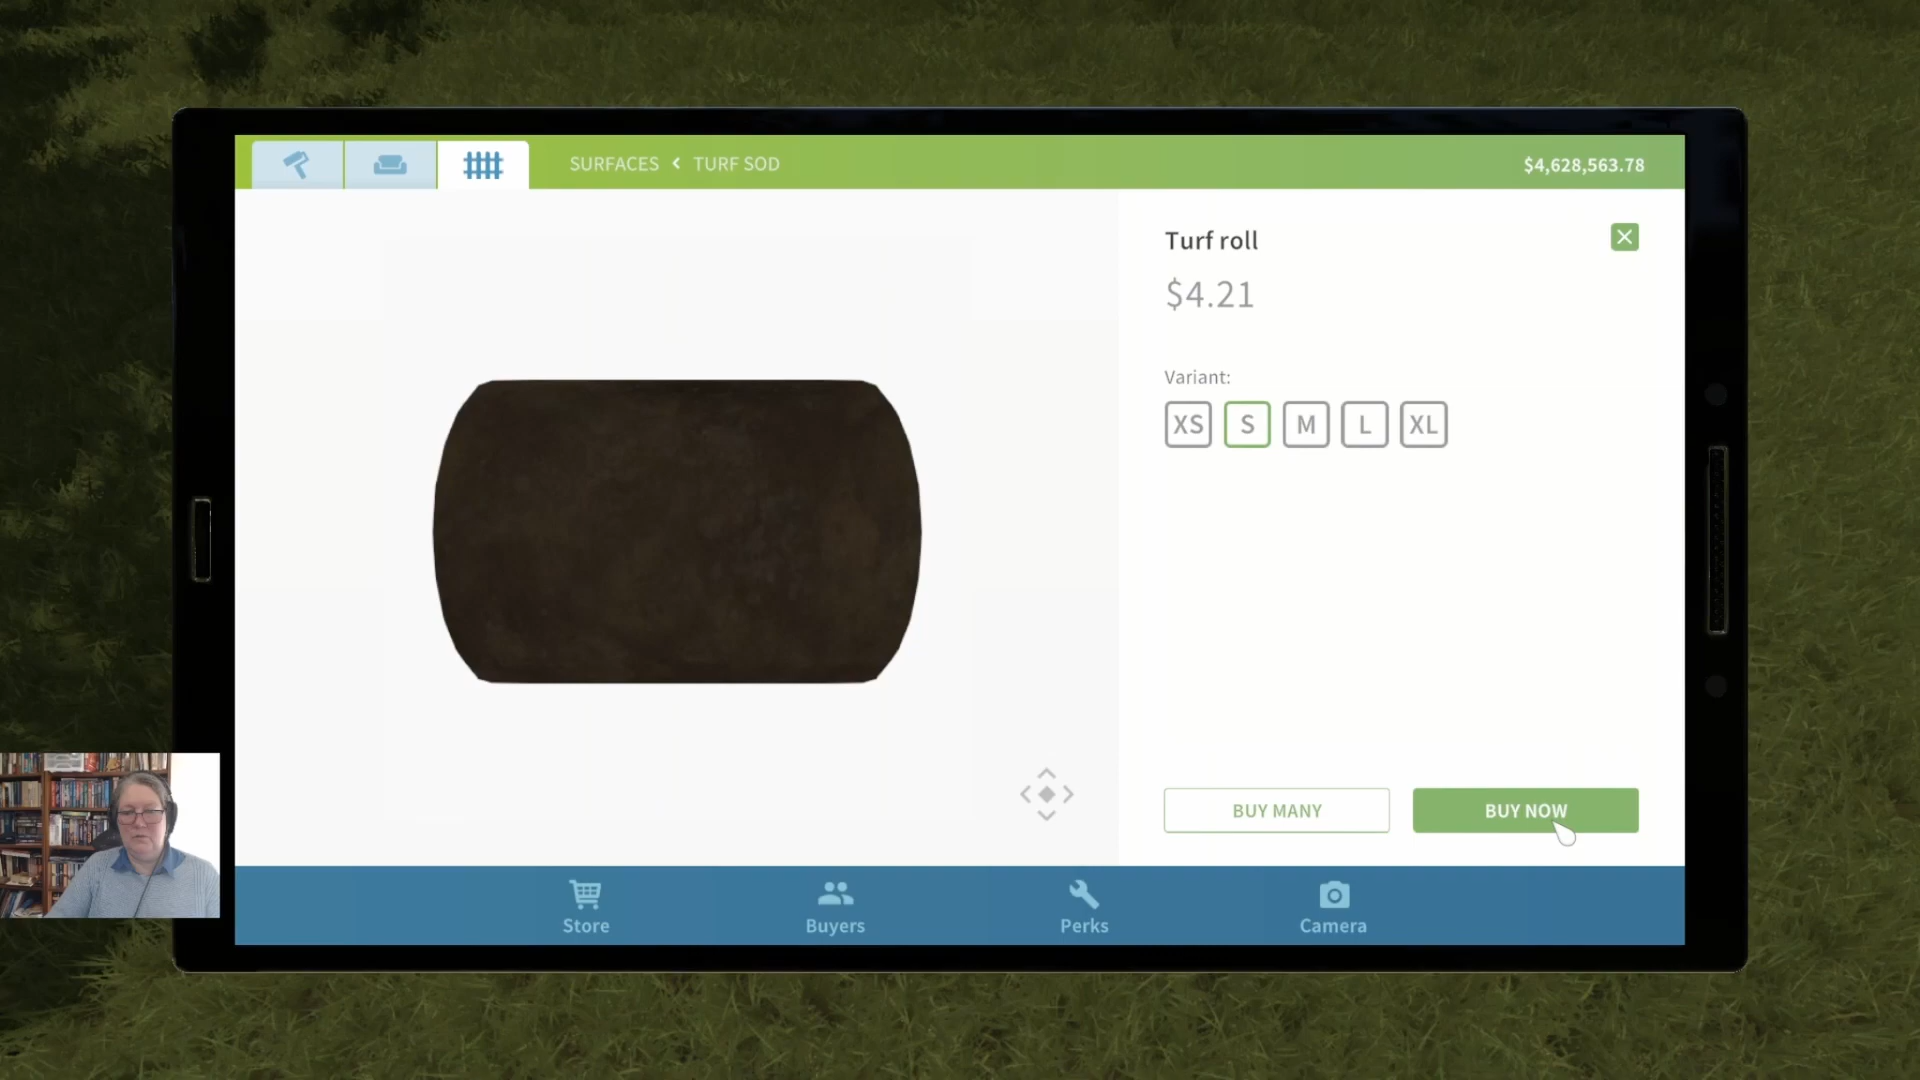 SURFACES < TURF SOD
$4,628,563.78
Turf roll
$4.21
Variant:
XS S M L XL
BUY MANY BUY NOW
Store Buyers Perks Camera